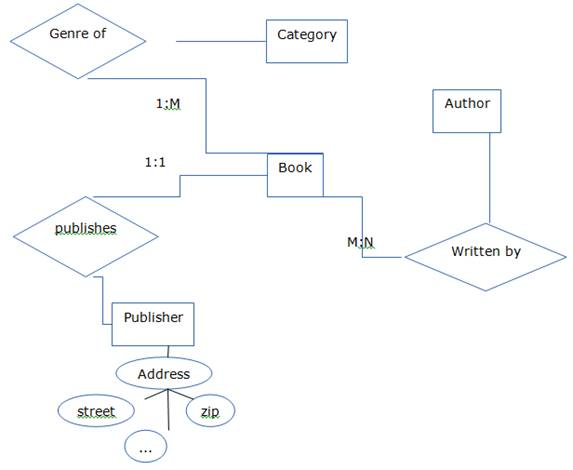 Genre of
Category
1:M
Author
1:1
Book
publishes
M:N
Written by
Publisher
Address
street
zip
...